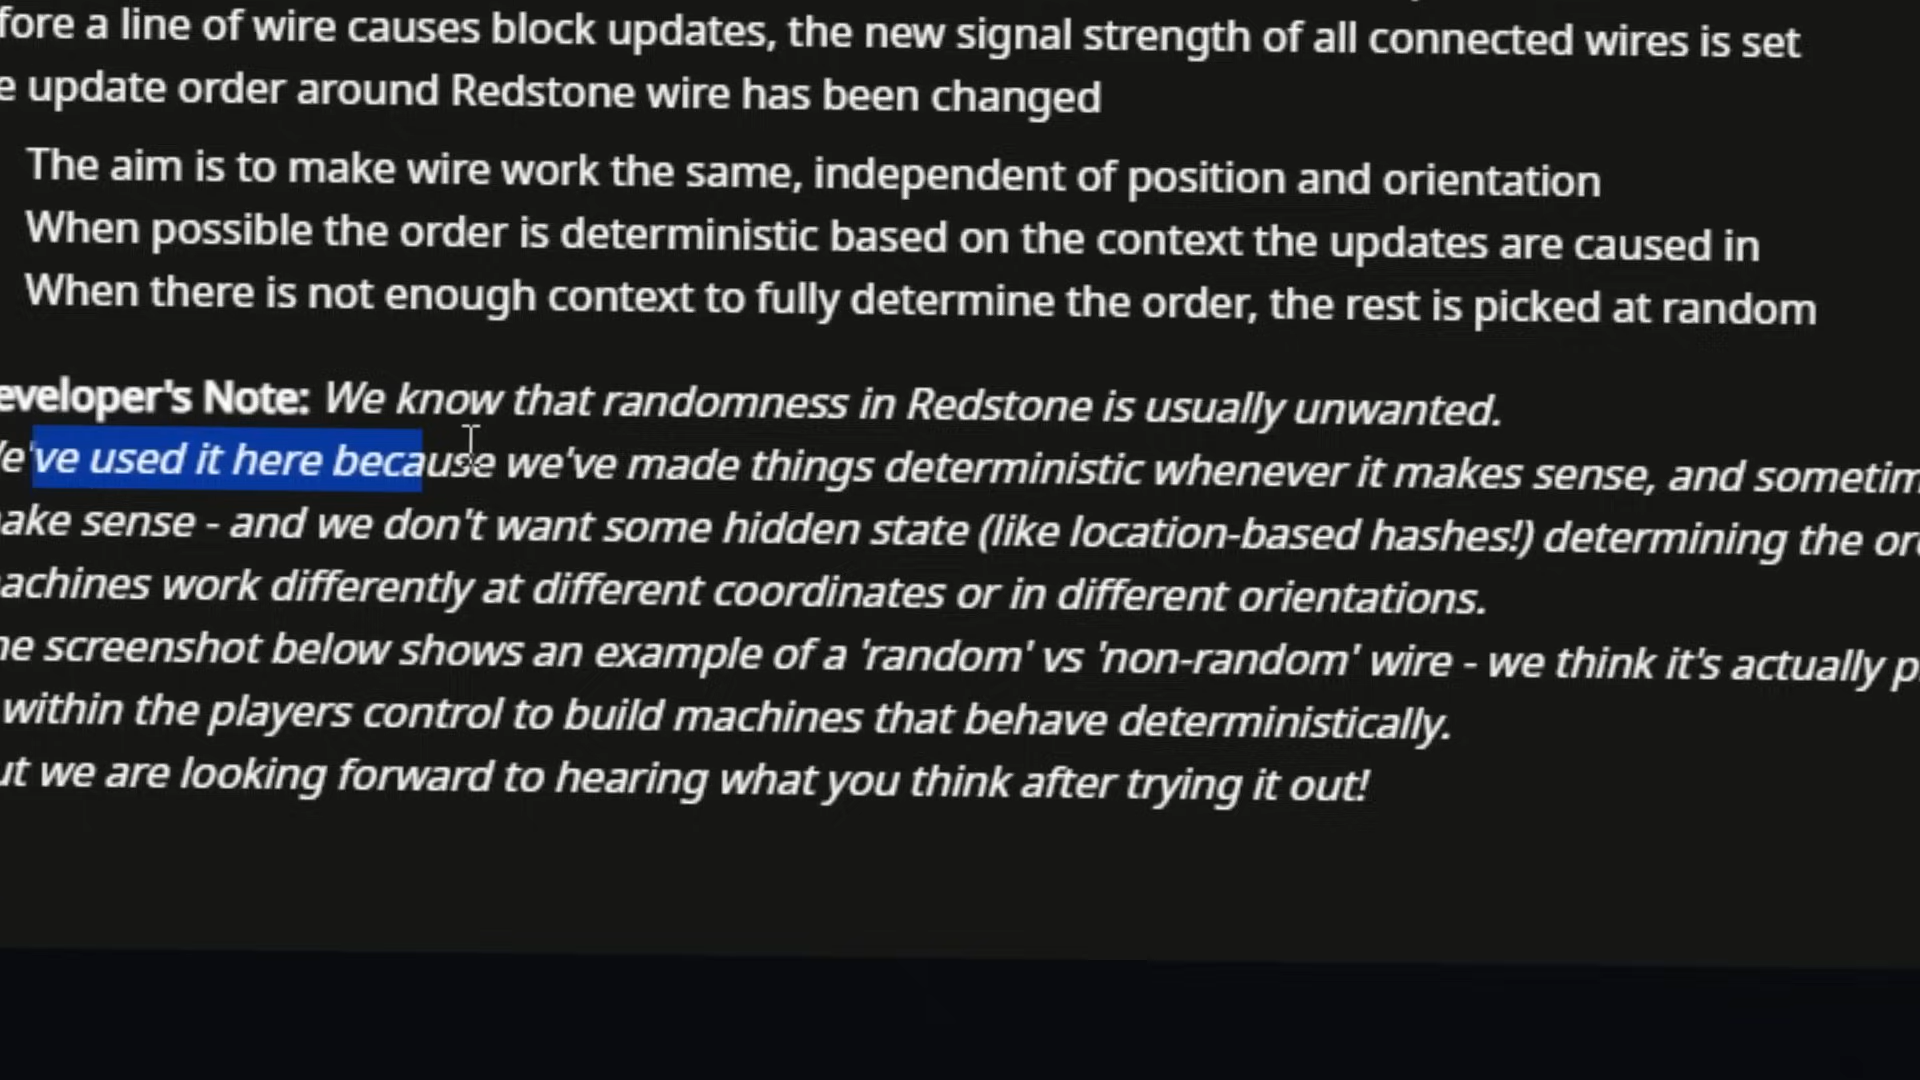 fore a line of wire causes block updates, the new signal strength of all connected wires is set
e update order around Redstone wire has been changed
The aim is to make wire work the same, independent of position and orientation
When possible the order is deterministic based on the context the updates are caused in
When there is not enough context to fully determine the order, the rest is picked at random
eveloper's Note: We know that randomness in Redstone is usually unwanted.
e've used it here because we've made things deterministic whenever it makes sense, and sometim
ake sense - and we don't want some hidden state (like location-based hashes!) determining the or
achines work differently at different coordinates or in different orientations.
he screenshot below shows an example of a 'random' vs 'non-random' wire - we think it's actually p
within the players control to build machines that behave deterministically.
ut we are looking forward to hearing what you think after trying it out!